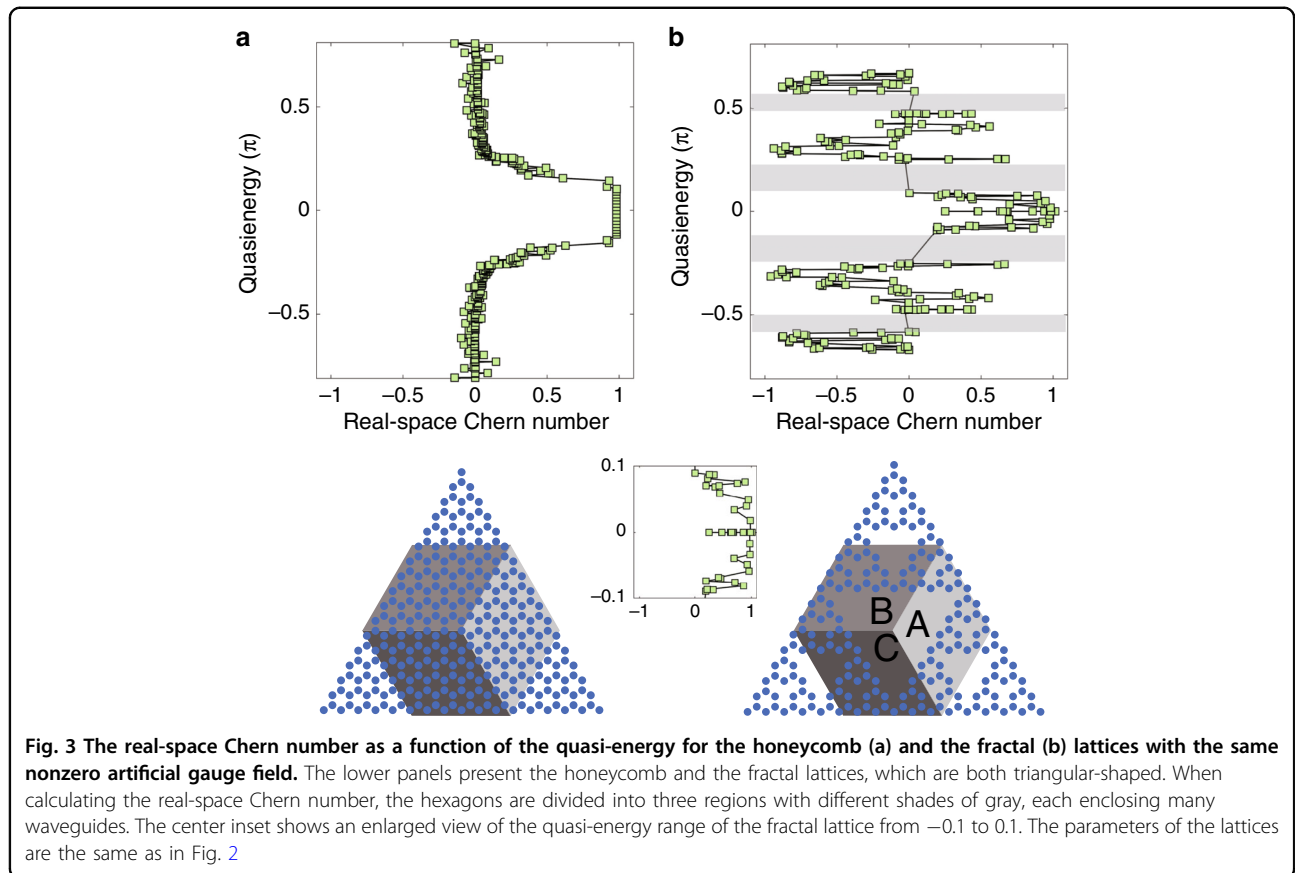 a
Quasienergy (π)
0.5
0
−0.5
−1 −0.5 0 0.5 1
Real-space Chern number
b
Quasienergy (π)
0.5
0
−0.5
−1 −0.5 0 0.5 1
Real-space Chern number
0.1
0
−0.1
−1 0 1
B A
C
Fig. 3 The real-space Chern number as a function of the quasi-energy for the honeycomb (a) and the fractal (b) lattices with the same
nonzero artificial gauge field. The lower panels present the honeycomb and the fractal lattices, which are both triangular-shaped. When
calculating the real-space Chern number, the hexagons are divided into three regions with different shades of gray, each enclosing many
waveguides. The center inset shows an enlarged view of the quasi-energy range of the fractal lattice from −0.1 to 0.1. The parameters of the lattices
are the same as in Fig. 2